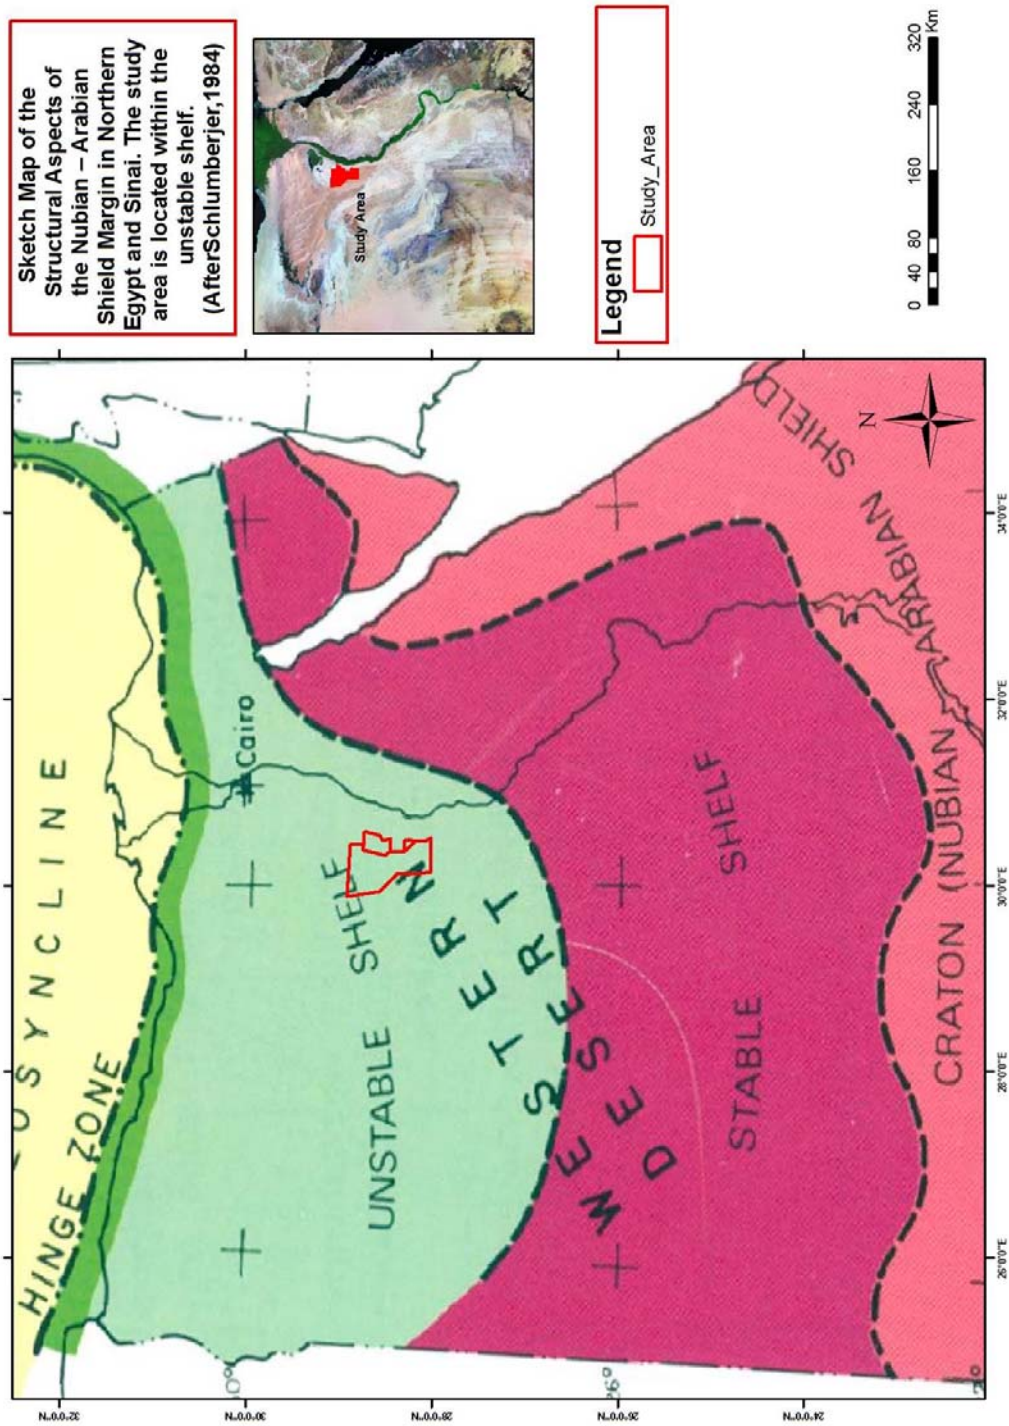 Sketch Map of the
Structural Aspects of
the Nubian – Arabian
Shield Margin in Northern
Egypt and Sinai. The study
area is located within the
unstable shelf.
(AfterSchlumberjer,1984)
Study Area
Legend
Study_Area
0 40 80 160 240 320
Km
OSYNCLINE
HINGE ZONE
Cairo
UNSTABLE SHELF
WESTERN
DESERT
STABLE SHELF
CRATON (NUBIAN ARABIAN SHIELD
N
0°
26°
32°0'0"N
30°0'0"N
28°0'0"N
26°0'0"N
24°0'0"N
26°0'0"E
28°0'0"E
30°0'0"E
32°0'0"E
34°0'0"E